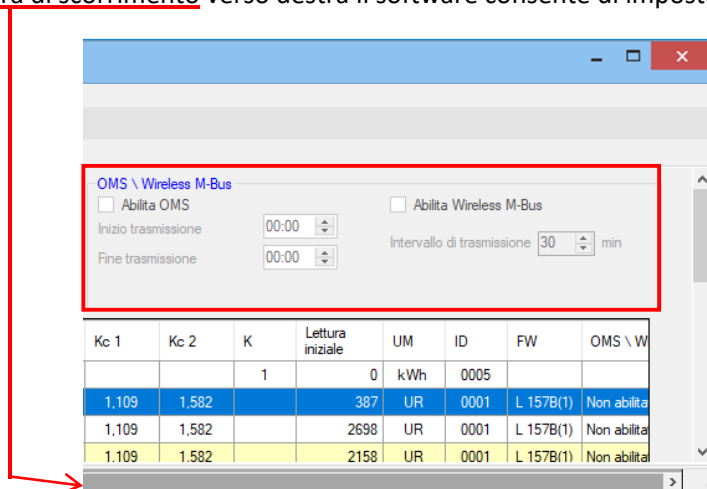 di scorrimento verso destra il software consente di
OMS \ Wireless M-Bus
Abilita OMS
Abilita Wireless M-Bus
Inizio trasmissione 00:00
Intervallo di trasmissione 30 min
Fine trasmissione 00:00
Kc 1 Kc 2 K Lettura iniziale UM ID FW OMS \ W
1 0 kWh 0005
1,109 1,582 387 UR 0001 L 157B(1) Non abilita
1,109 1,582 2698 UR 0001 L 157B(1) Non abilita
1,109 1,582 2158 UR 0001 L 157B(1) Non abilita